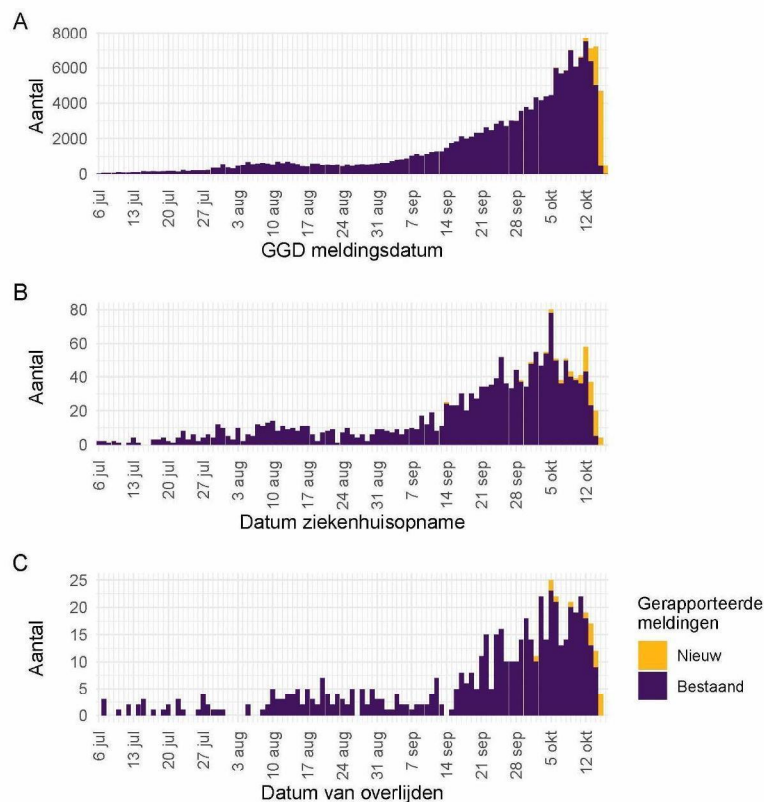 A
Aantal
8000
6000
4000
2000
0
6 jul
13 jul
20 jul
27 jul
3 aug
10 aug
17 aug
24 aug
31 aug
7 sep
14 sep
21 sep
28 sep
5 okt
12 okt
GGD meldingsdatum
B
Aantal
80
60
40
20
0
6 jul
13 jul
20 jul
27 jul
3 aug
10 aug
17 aug
24 aug
31 aug
7 sep
14 sep
21 sep
28 sep
5 okt
12 okt
Datum ziekenhuisopname
C
Aantal
25
20
15
10
5
0
6 jul
13 jul
20 jul
27 jul
3 aug
10 aug
17 aug
24 aug
31 aug
7 sep
14 sep
21 sep
28 sep
5 okt
12 okt
Datum van overlijden
Gerapporteerde
meldingen
Nieuw
Bestaand